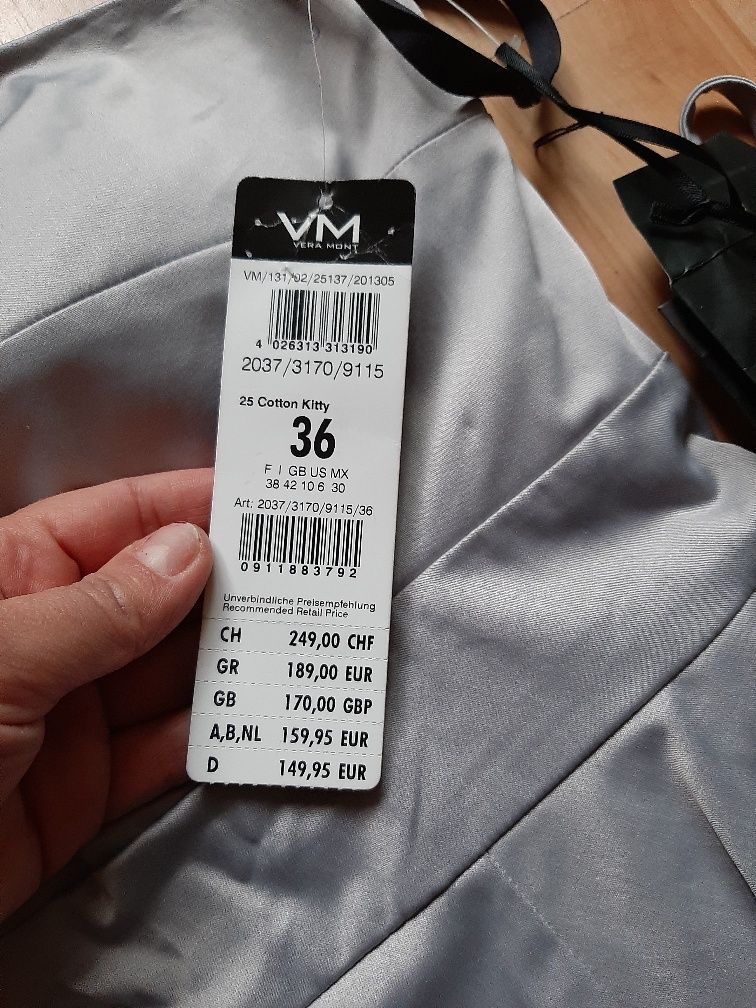 VM
VERA MONT
VM/131/02/25137/201305
4 026313 313190
2037/3170/9115
25 Cotton Kitty
36
F I GB US MX
38 42 10 6 30
Art: 2037/3170/9115/36
0911883792
Unverbindliche Preisempfehlung
Recommended Retail Price
CH 249,00 CHF
GR 189,00 EUR
GB 170,00 GBP
A,B,NL 159,95 EUR
D 149,95 EUR